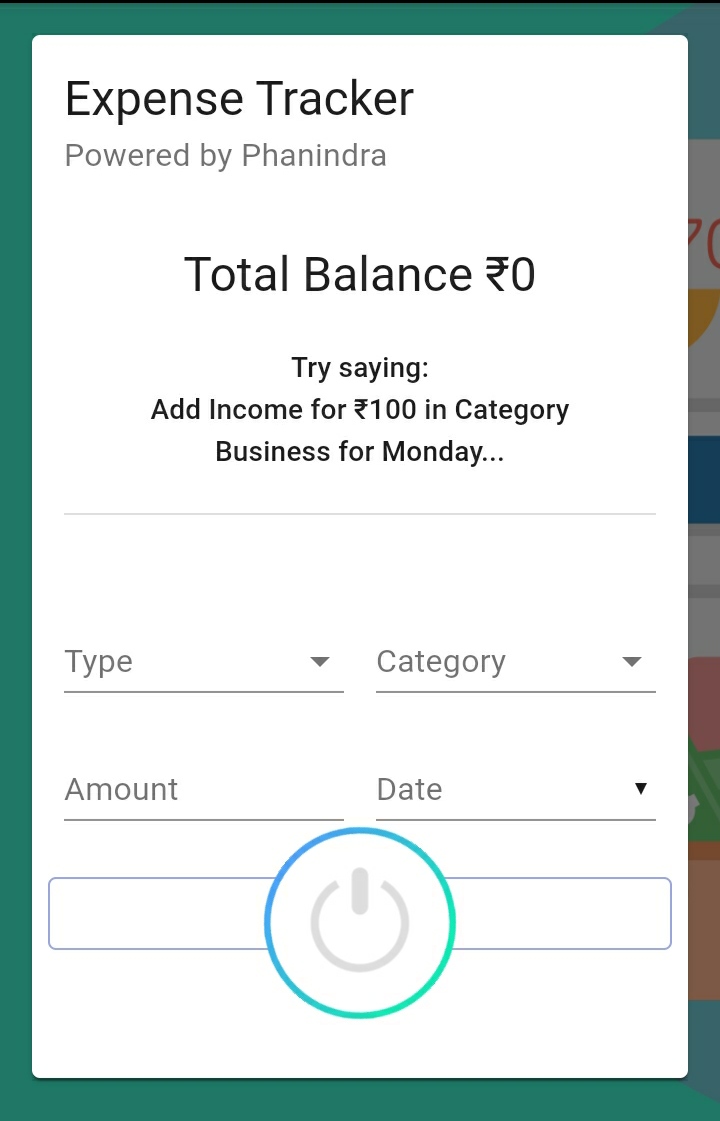 Expense Tracker
Powered by Phanindra
Total Balance ₹0
Try saying:
Add Income for ₹100 in Category
Business for Monday...
Type
Category
Amount
Date